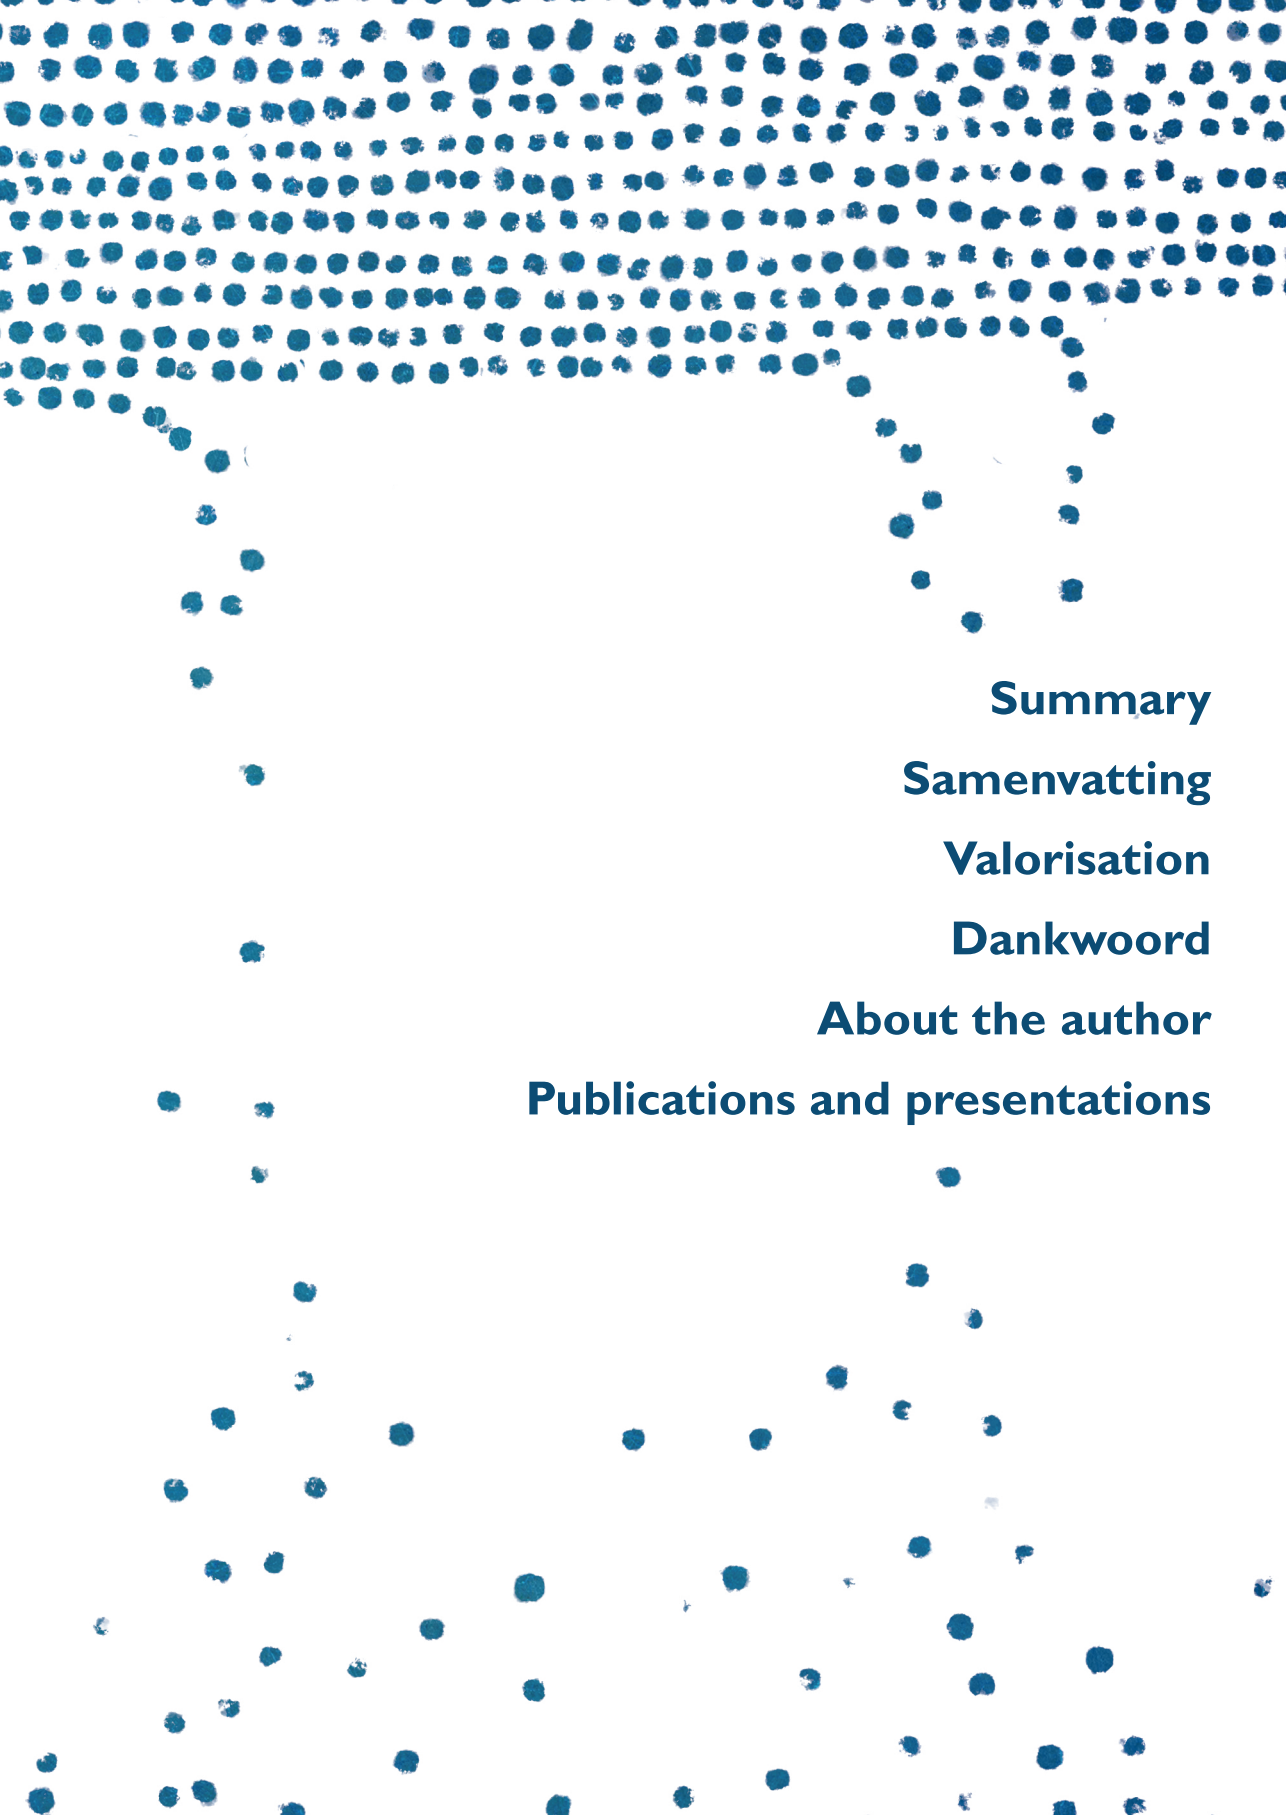 Summary
Samenvatting
Valorisation
Dankwoord
About the author
Publications and presentations